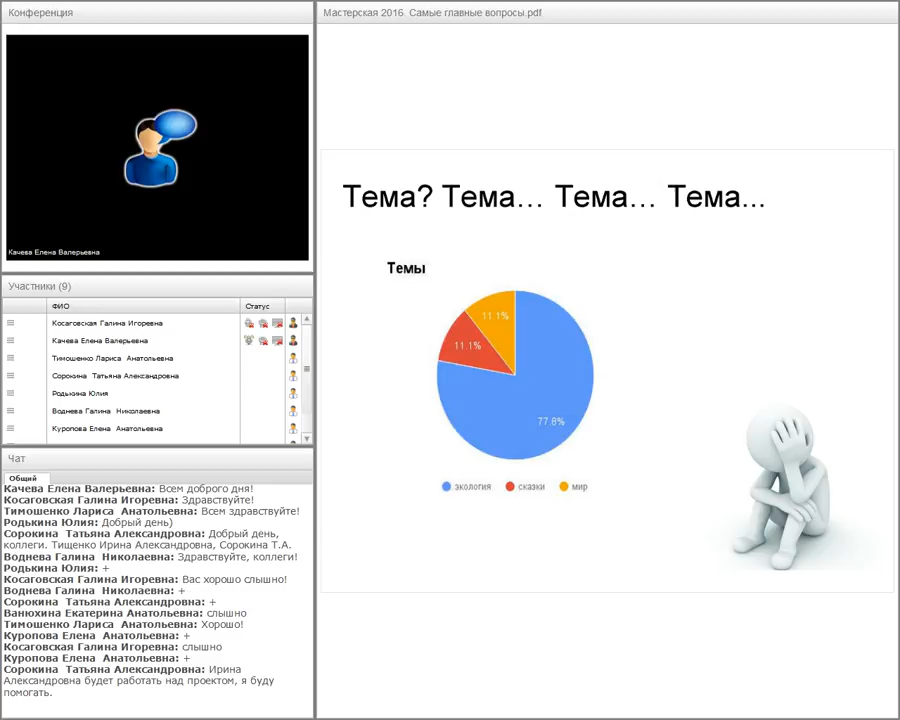 Конференция
Качева Елена Валерьевна
Участники (9)
ФИО Статус
Косаговская Галина Игоревна
Качева Елена Валерьевна
Тимошенко Лариса Анатольевна
Сорокина Татьяна Александровна
Родькина Юлия
Воднева Галина Николаевна
Куропова Елена Анатольевна
Чат
Общий
Качева Елена Валерьевна: Всем доброго дня!
Косаговская Галина Игоревна: Здравствуйте!
Тимошенко Лариса Анатольевна: Всем здравствуйте!
Родькина Юлия: Добрый день)
Сорокина Татьяна Александровна: Добрый день,
коллеги. Тищенко Ирина Александровна, Сорокина Т.А.
Воднева Галина Николаевна: Здравствуйте, коллеги!
Родькина Юлия: +
Косаговская Галина Игоревна: Вас хорошо слышно!
Воднева Галина Николаевна: +
Сорокина Татьяна Александровна: +
Ванюхина Екатерина Анатольевна: слышно
Тимошенко Лариса Анатольевна: Хорошо!
Куропова Елена Анатольевна: +
Косаговская Галина Игоревна: слышно
Куропова Елена Анатольевна: +
Сорокина Татьяна Александровна: Ирина
Александровна будет работать над проектом, я буду
помогать.
Мастерская 2016. Самые главные вопросы.pdf
Тема? Тема… Тема… Тема...
Темы
11.1%
11.1%
77.8%
экология сказки мир